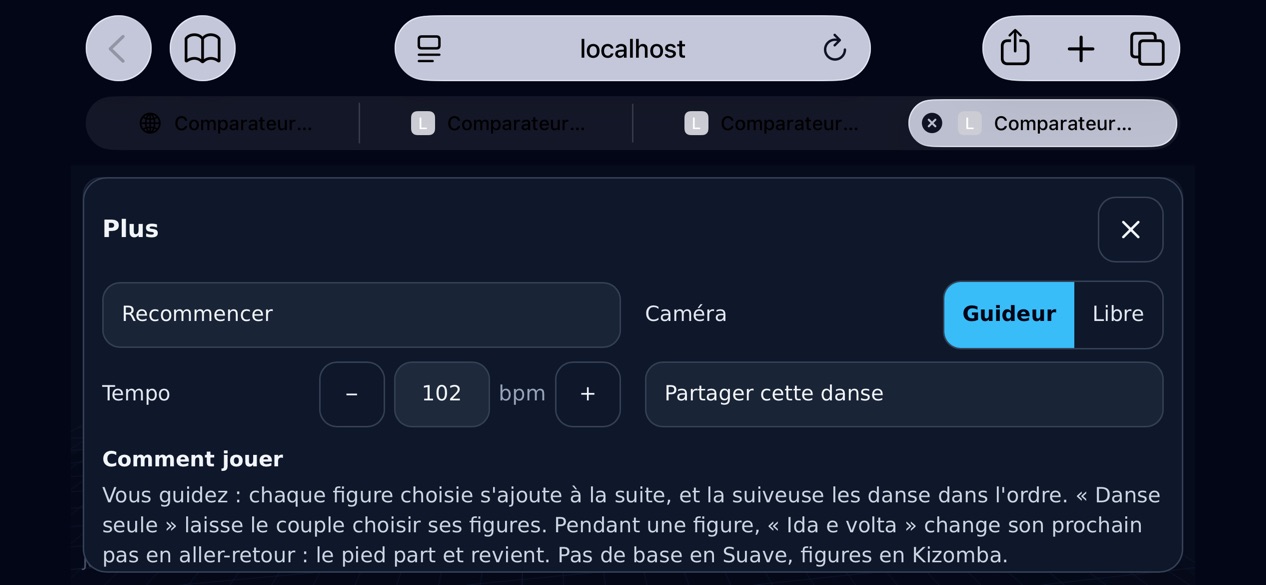 localhost
Comparateur...
L Comparateur...
L Comparateur...
L Comparateur...
Plus
Recommencer
Caméra
Guideur
Libre
Tempo
–
102
bpm
+
Partager cette danse
Comment jouer
Vous guidez : chaque figure choisie s'ajoute à la suite, et la suiveuse les danse dans l'ordre. « Danse
seule » laisse le couple choisir ses figures. Pendant une figure, « Ida e volta » change son prochain
pas en aller-retour : le pied part et revient. Pas de base en Suave, figures en Kizomba.